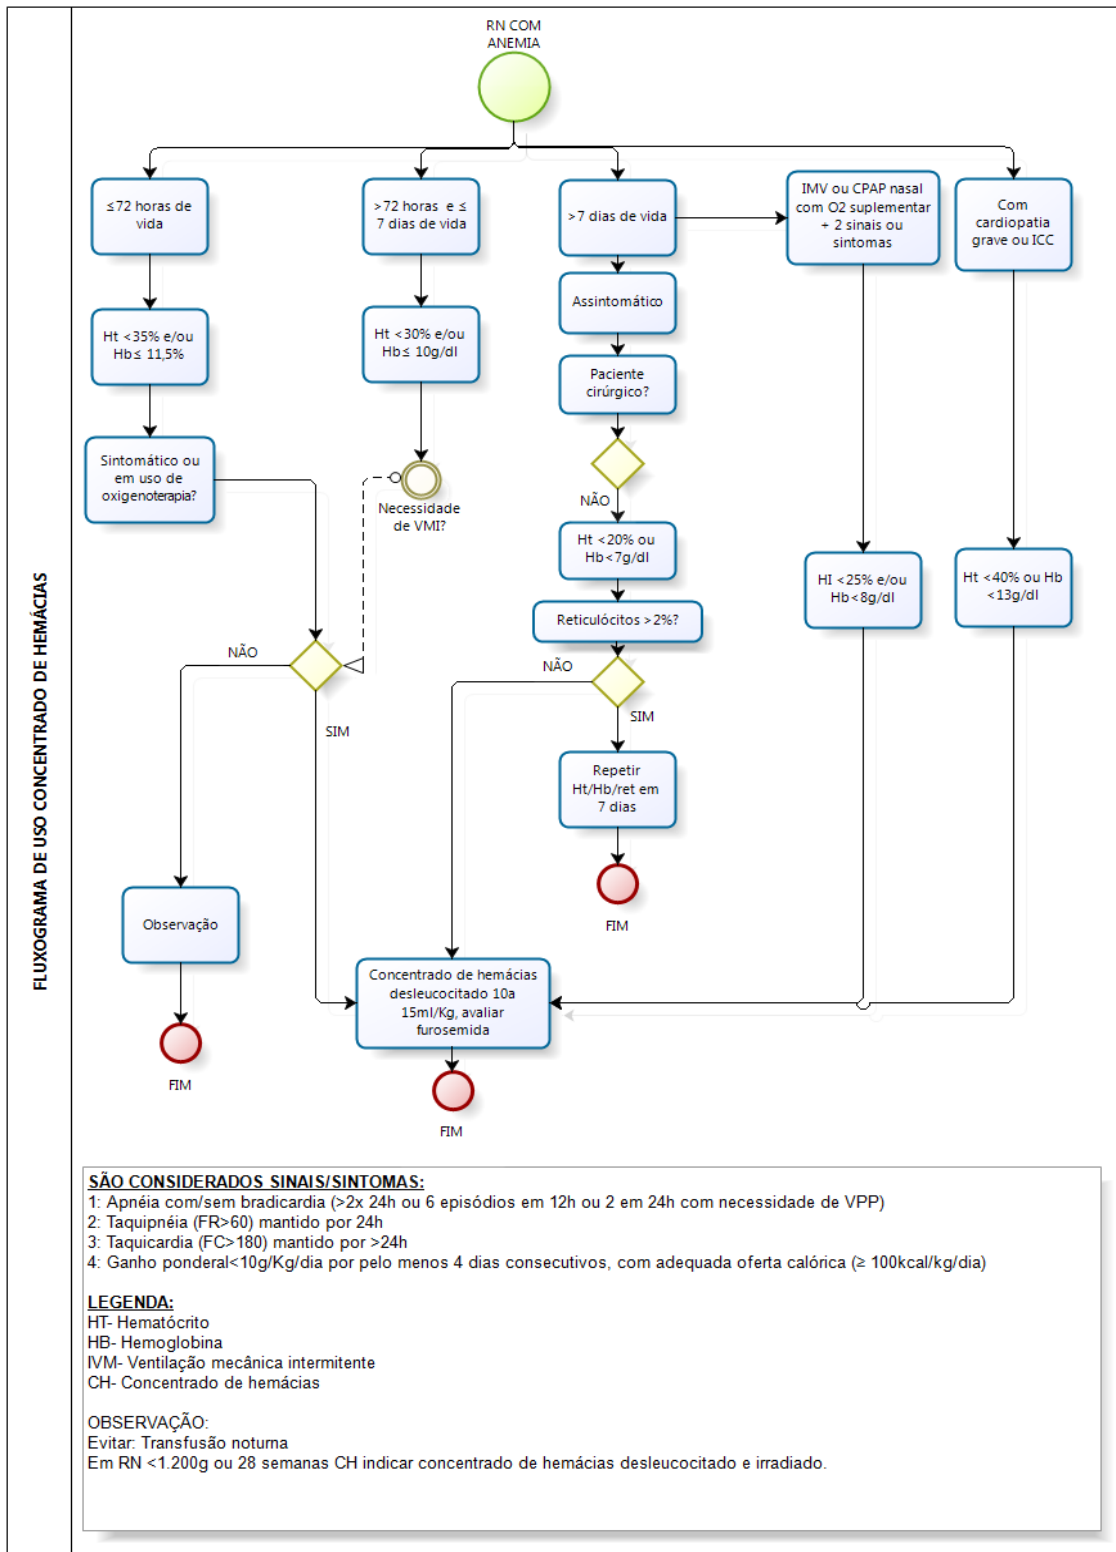 FLUXOGRAMA DE USO CONCENTRADO DE HEMÁCIAS
RN COM
ANEMIA
≤72 horas de
vida
>72 horas e ≤
7 dias de vida
>7 dias de vida
IMV ou CPAP nasal
com O2 suplementar
+ 2 sinais ou
sintomas
Com
cardiopatia
grave ou ICC
Ht <35% e/ou
Hb≤ 11,5%
Ht <30% e/ou
Hb≤ 10g/dl
Assintomático
Paciente
cirúrgico?
Sintomático ou
em uso de
oxigenoterapia?
Necessidade
de VMI?
NÃO
Ht <20% ou
Hb<7g/dl
HI <25% e/ou
Hb<8g/dl
Ht <40% ou Hb
<13g/dl
Reticulócitos >2%?
NÃO
SIM
NÃO
SIM
Repetir
Ht/Hb/ret em
7 dias
FIM
Observação
FIM
Concentrado de hemácias
desleucocitado 10a
15ml/Kg, avaliar
furosemida
FIM
SÃO CONSIDERADOS SINAIS/SINTOMAS:
1: Apnéia com/sem bradicardia (>2x 24h ou 6 episódios em 12h ou 2 em 24h com necessidade de VPP)
2: Taquipnéia (FR>60) mantido por 24h
3: Taquicardia (FC>180) mantido por >24h
4: Ganho ponderal<10g/Kg/dia por pelo menos 4 dias consecutivos, com adequada oferta calórica (≥ 100kcal/kg/dia)
LEGENDA:
HT- Hematócrito
HB- Hemoglobina
IVM- Ventilação mecânica intermitente
CH- Concentrado de hemácias
OBSERVAÇÃO:
Evitar: Transfusão noturna
Em RN <1.200g ou 28 semanas CH indicar concentrado de hemácias desleucocitado e irradiado.